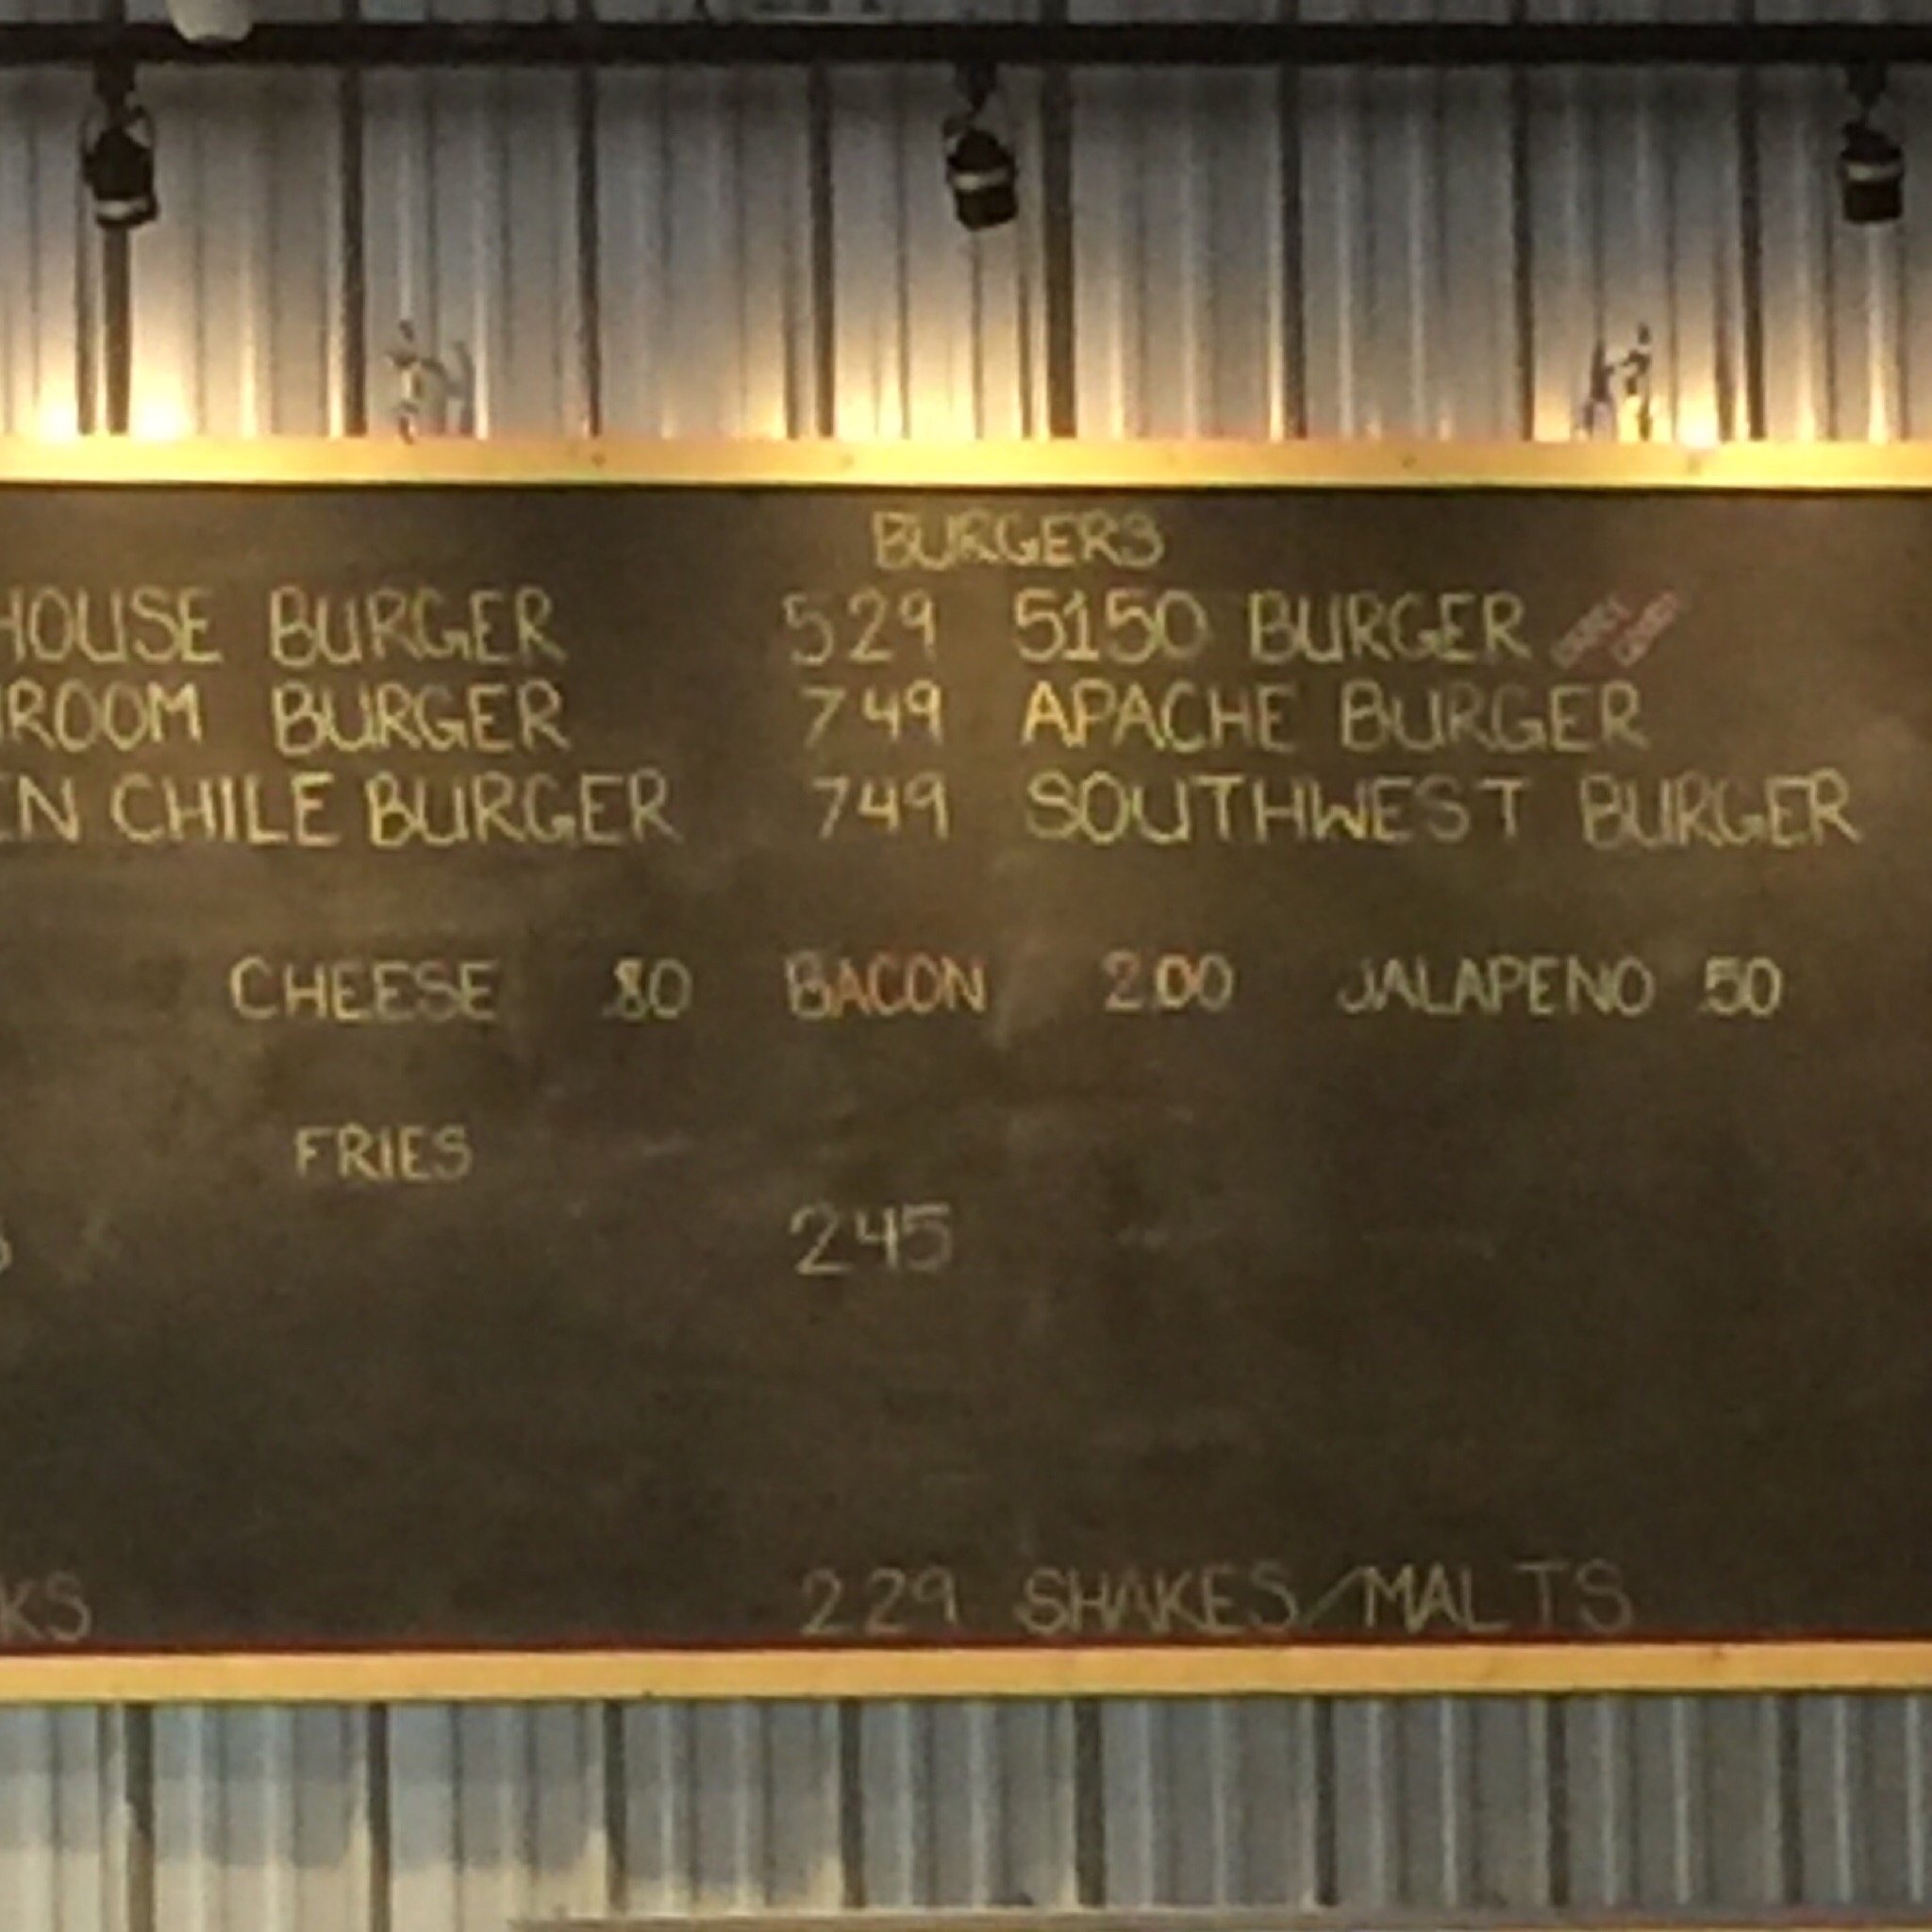 BURGERS
HOUSE BURGER 529 5150 BURGER
ROOM BURGER 749 APACHE BURGER
EN CHILE BURGER 749 SOUTHWEST BURGER
CHEESE .80 BACON 2.00 JALAPENO .50
FRIES
245
KS 229 SHAKES/MALTS